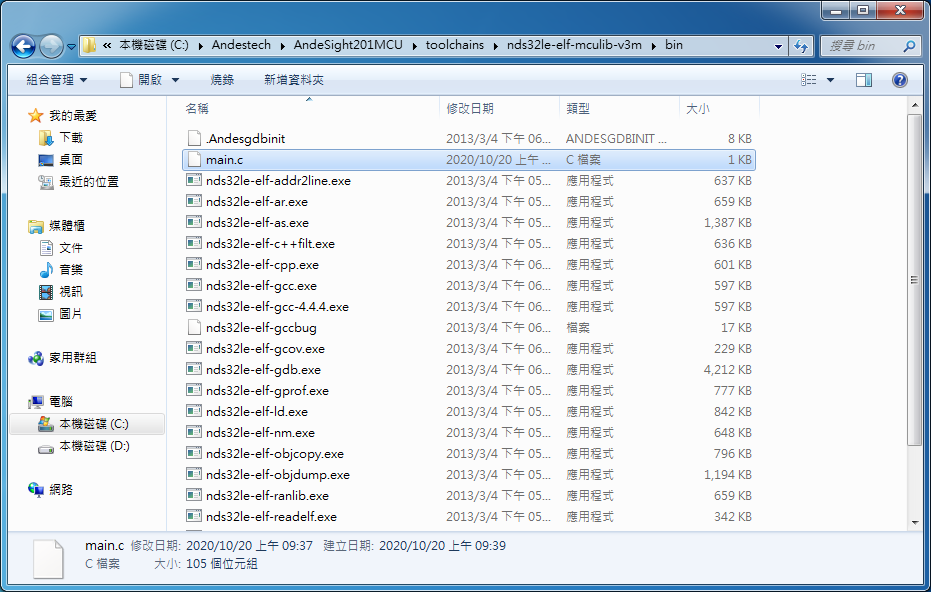 « 本機磁碟 (C:) ▸ Andestech ▸ AndeSight201MCU ▸ toolchains ▸ nds32le-elf-mculib-v3m ▸ bin 搜尋 bin
組合管理 ▼ 開啟 ▼ 燒錄 新增資料夾
我的最愛
下載
桌面
最近的位置
媒體櫃
文件
音樂
視訊
圖片
家用群組
電腦
本機磁碟 (C:)
本機磁碟 (D:)
網路
名稱 修改日期 類型 大小
.Andesgdbinit 2013/3/4 下午 06... ANDESGDBINIT ... 8 KB
main.c 2020/10/20 上午 ... C 檔案 1 KB
nds32le-elf-addr2line.exe 2013/3/4 下午 05... 應用程式 637 KB
nds32le-elf-ar.exe 2013/3/4 下午 05... 應用程式 659 KB
nds32le-elf-as.exe 2013/3/4 下午 05... 應用程式 1,387 KB
nds32le-elf-c++filt.exe 2013/3/4 下午 05... 應用程式 636 KB
nds32le-elf-cpp.exe 2013/3/4 下午 06... 應用程式 601 KB
nds32le-elf-gcc.exe 2013/3/4 下午 06... 應用程式 597 KB
nds32le-elf-gcc-4.4.4.exe 2013/3/4 下午 06... 應用程式 597 KB
nds32le-elf-gccbug 2013/3/4 下午 06... 檔案 17 KB
nds32le-elf-gcov.exe 2013/3/4 下午 06... 應用程式 229 KB
nds32le-elf-gdb.exe 2013/3/4 下午 06... 應用程式 4,212 KB
nds32le-elf-gprof.exe 2013/3/4 下午 05... 應用程式 777 KB
nds32le-elf-ld.exe 2013/3/4 下午 05... 應用程式 842 KB
nds32le-elf-nm.exe 2013/3/4 下午 05... 應用程式 648 KB
nds32le-elf-objcopy.exe 2013/3/4 下午 05... 應用程式 796 KB
nds32le-elf-objdump.exe 2013/3/4 下午 05... 應用程式 1,194 KB
nds32le-elf-ranlib.exe 2013/3/4 下午 05... 應用程式 659 KB
nds32le-elf-readelf.exe 2013/3/4 下午 05... 應用程式 342 KB
main.c 修改日期: 2020/10/20 上午 09:37 建立日期: 2020/10/20 上午 09:39
C 檔案 大小: 105 個位元組